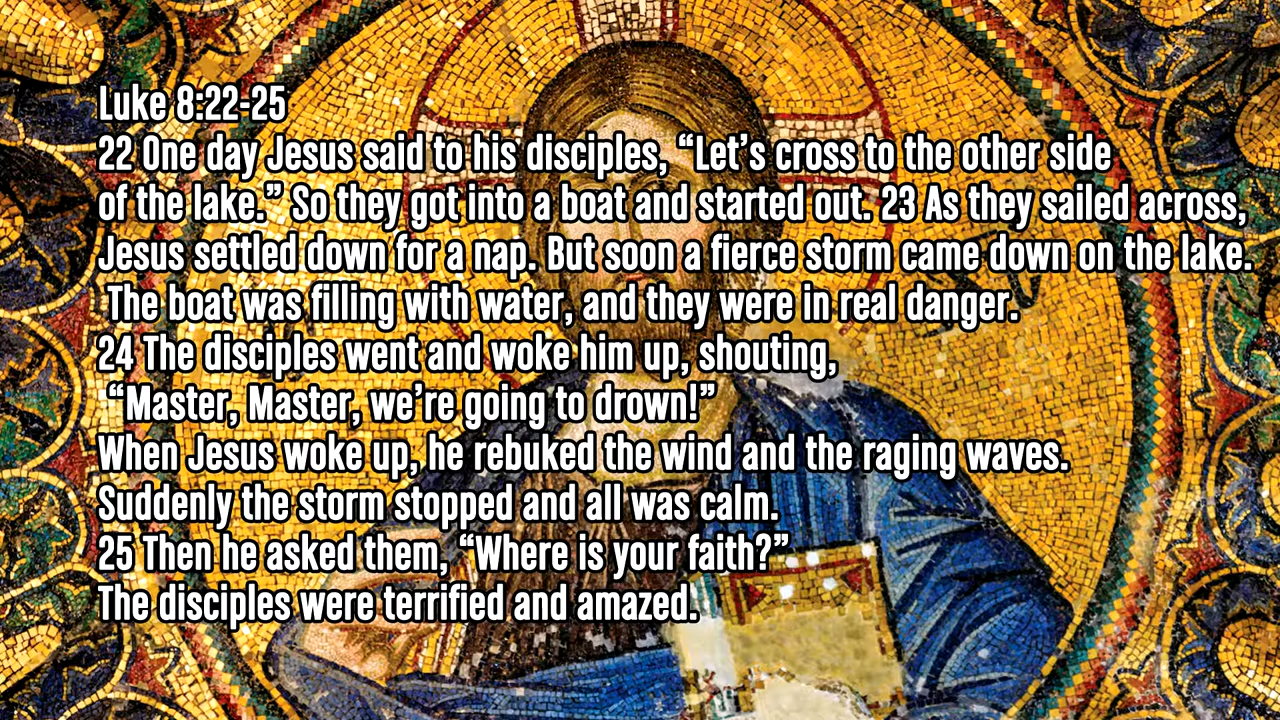 Luke 8:22-25
22 One day Jesus said to his disciples, “Let’s cross to the other side
of the lake.” So they got into a boat and started out. 23 As they sailed across,
Jesus settled down for a nap. But soon a fierce storm came down on the lake.
The boat was filling with water, and they were in real danger.
24 The disciples went and woke him up, shouting,
“Master, Master, we’re going to drown!”
When Jesus woke up, he rebuked the wind and the raging waves.
Suddenly the storm stopped and all was calm.
25 Then he asked them, “Where is your faith?”
The disciples were terrified and amazed.